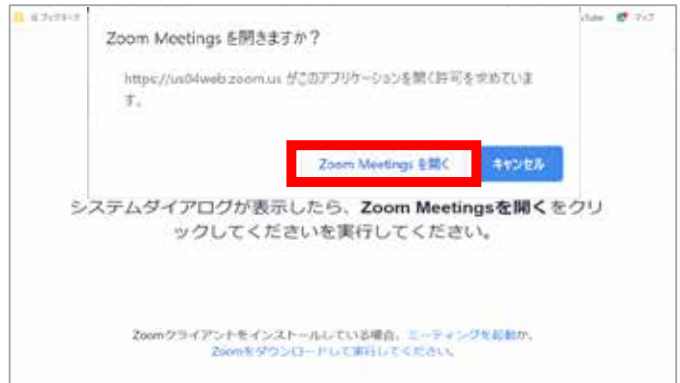 Zoom Meetings を開きますか？
https://us04web.zoom.us がこのアプリケーションを開く許可を求めていま
す。
Zoom Meetings を開く
キャンセル
システムダイアログが表示したら、Zoom Meetingsを開くをクリ
ックしてくださいを実行してください。
Zoomクライアントをインストールしている場合、ミーティングを起動か、
Zoomをダウンロードして実行してください。